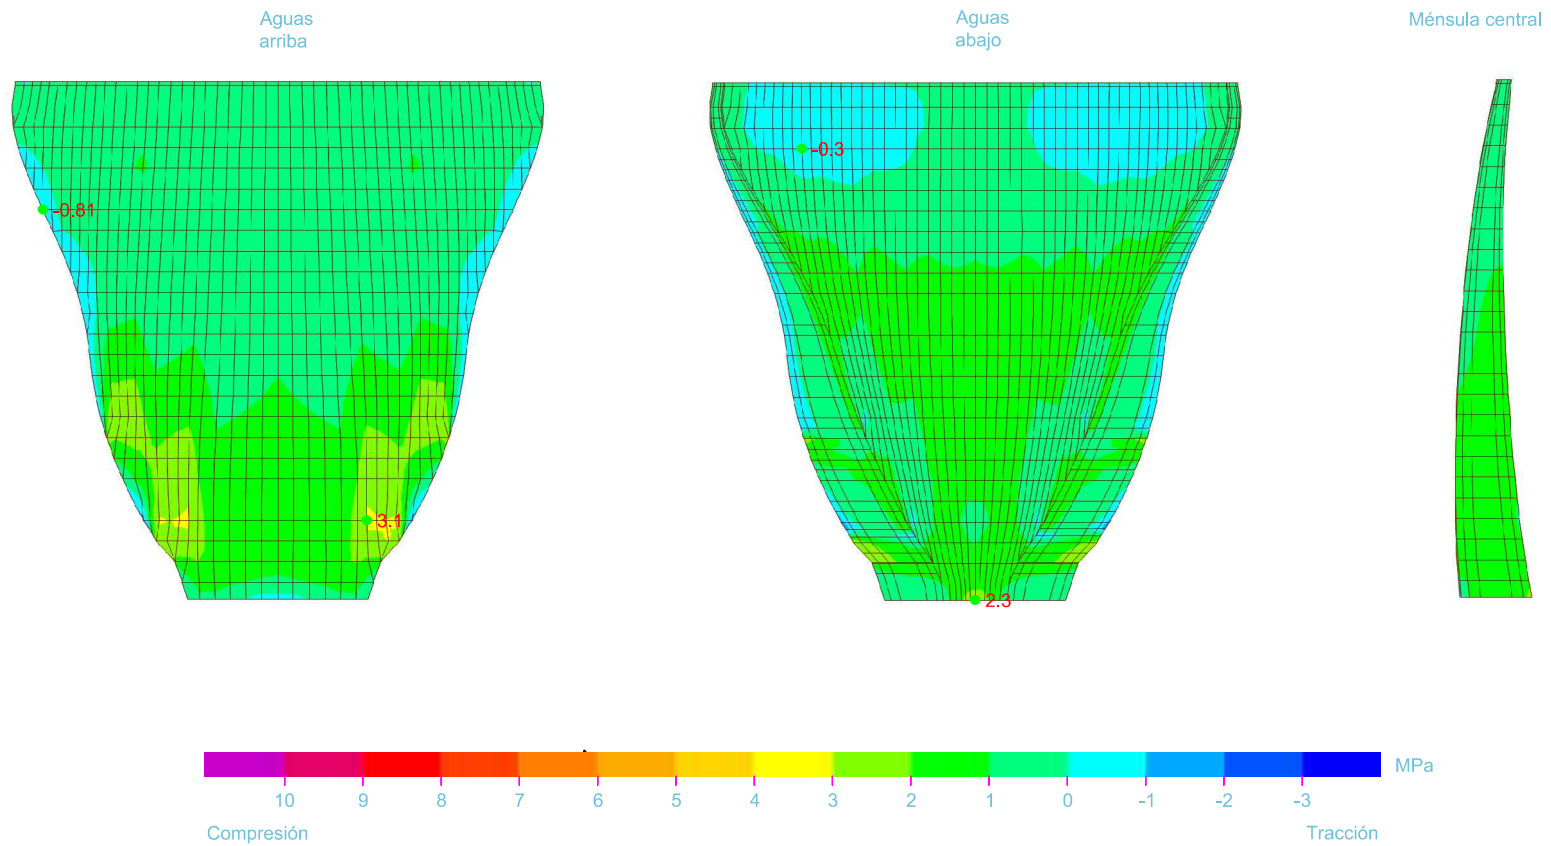 Aguas
arriba
Aguas
abajo
Ménsula central
-0.3
-0.81
3.1
2.3
MPa
10 9 8 7 6 5 4 3 2 1 0 -1 -2 -3
Compresión
Tracción